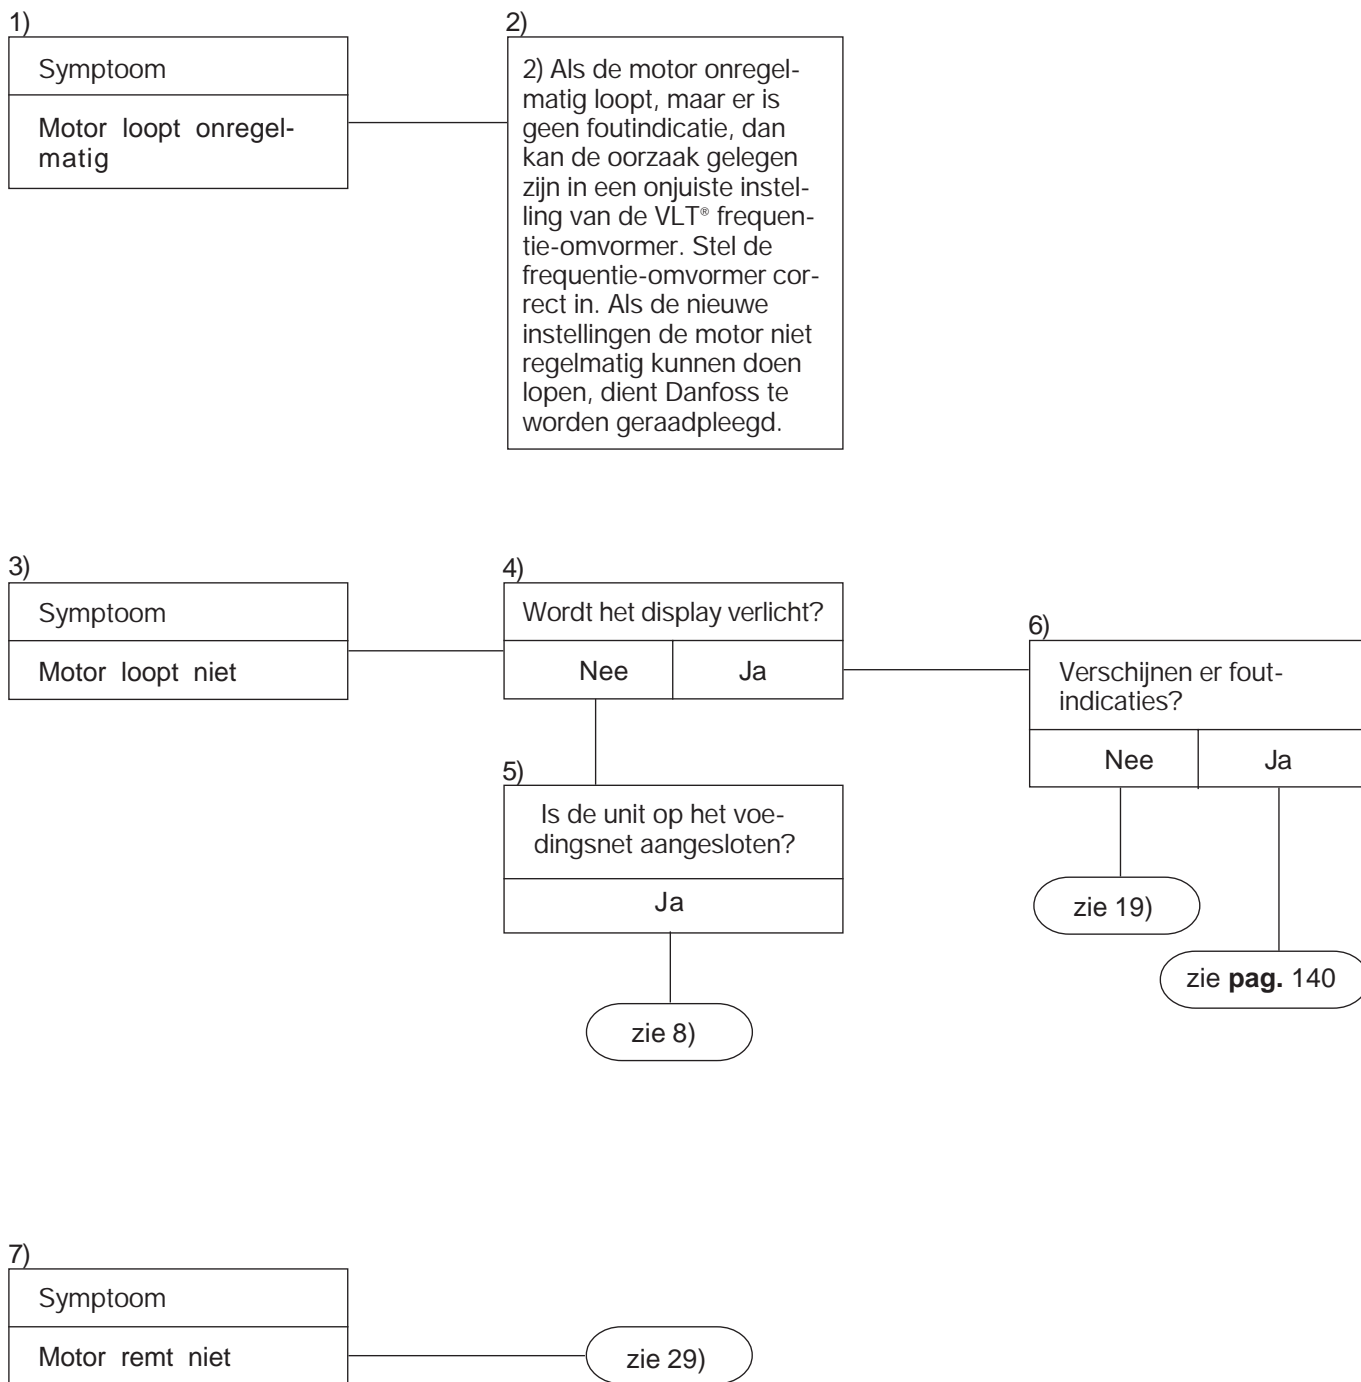 1)
Symptoom
Motor loopt onregel-
matig
2)
2) Als de motor onregel-
matig loopt, maar er is
geen foutindicatie, dan
kan de oorzaak gelegen
zijn in een onjuiste instel-
ling van de VLT® frequen-
tie-omvormer. Stel de
frequentie-omvormer cor-
rect in. Als de nieuwe
instellingen de motor niet
regelmatig kunnen doen
lopen, dient Danfoss te
worden geraadpleegd.
3)
Symptoom
Motor loopt niet
4)
Wordt het display verlicht?
Nee
Ja
5)
Is de unit op het voe-
dingsnet aangesloten?
Ja
zie 8)
6)
Verschijnen er fout-
indicaties?
Nee
Ja
zie 19)
zie pag. 140
7)
Symptoom
Motor remt niet
zie 29)